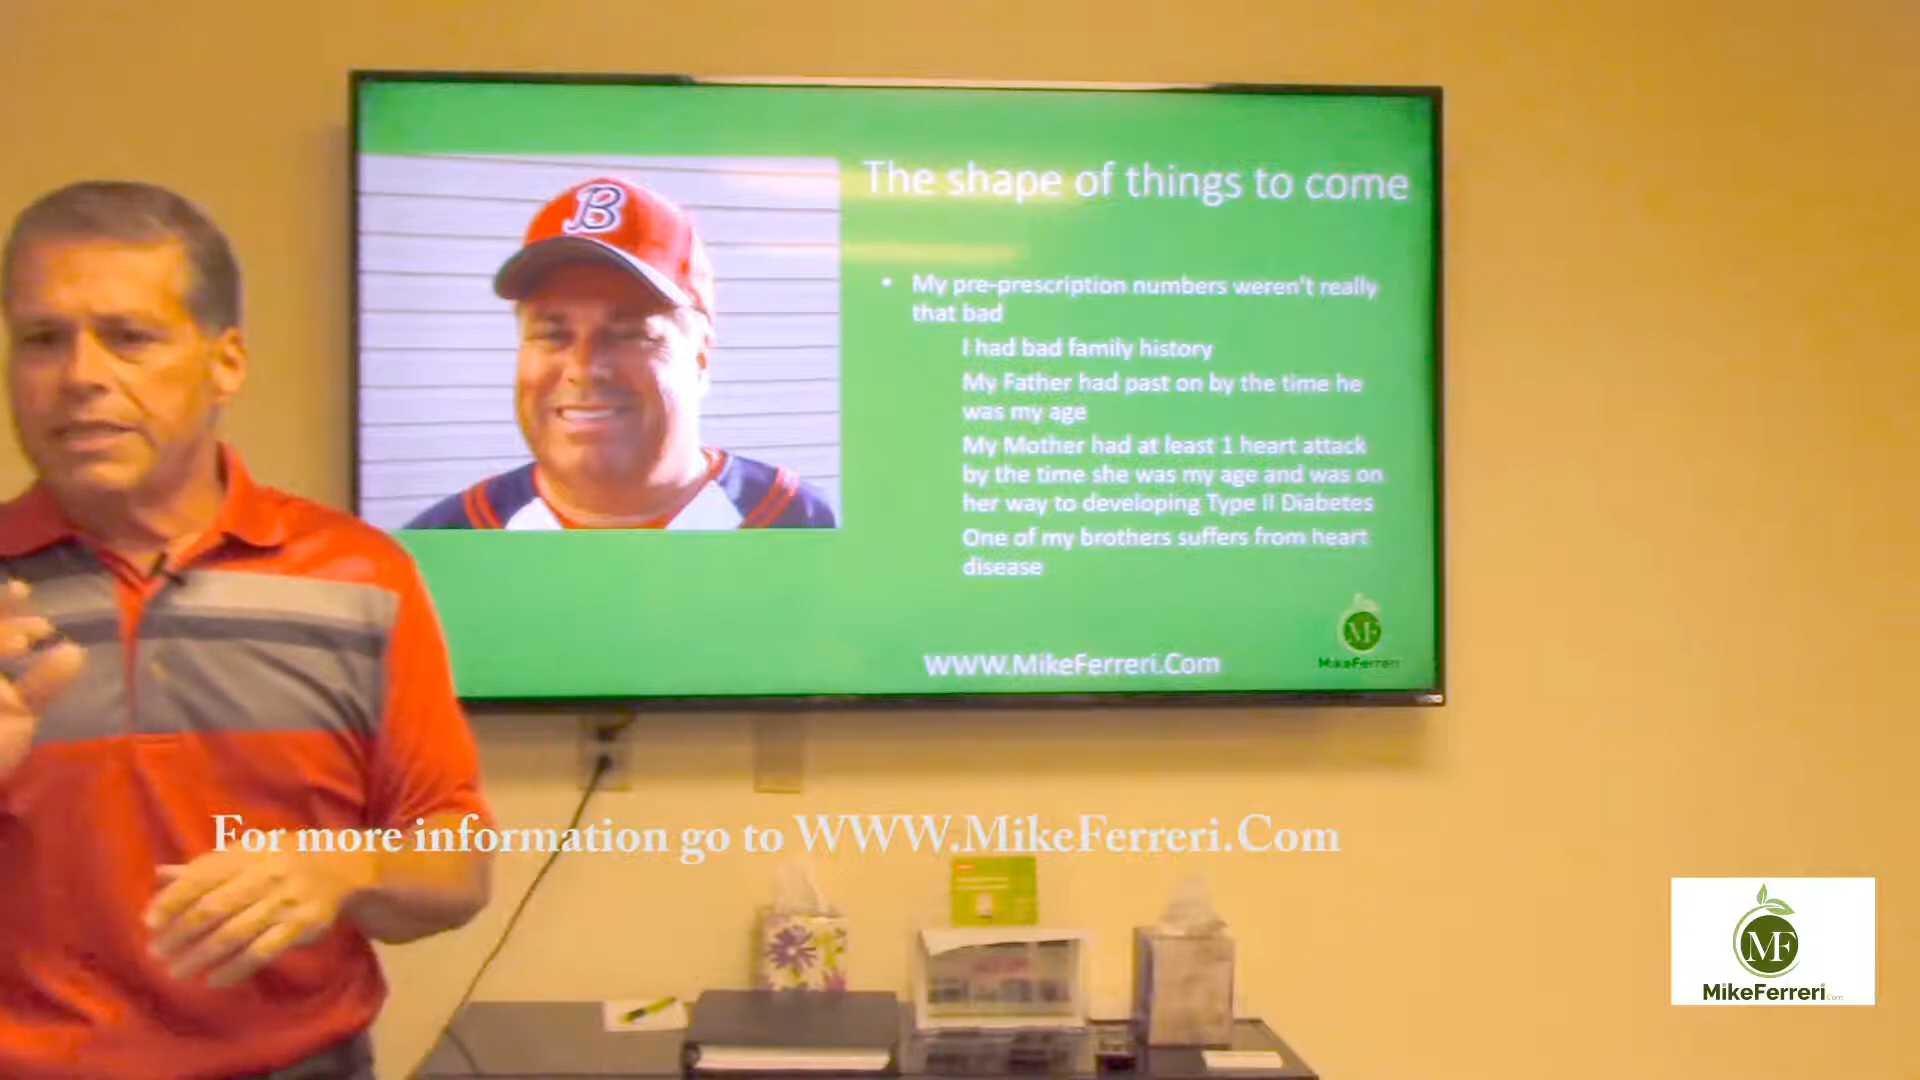 B
The shape of things to come
• My pre-prescription numbers weren't really
that bad
I had bad family history
My Father had past on by the time he
was my age
My Mother had at least 1 heart attack
by the time she was my age and was on
her way to developing Type II Diabetes
One of my brothers suffers from heart
disease
MF
MikeFerreri
WWW.MikeFerreri.Com
For more information go to WWW.MikeFerreri.Com
MF
MikeFerreri.Com